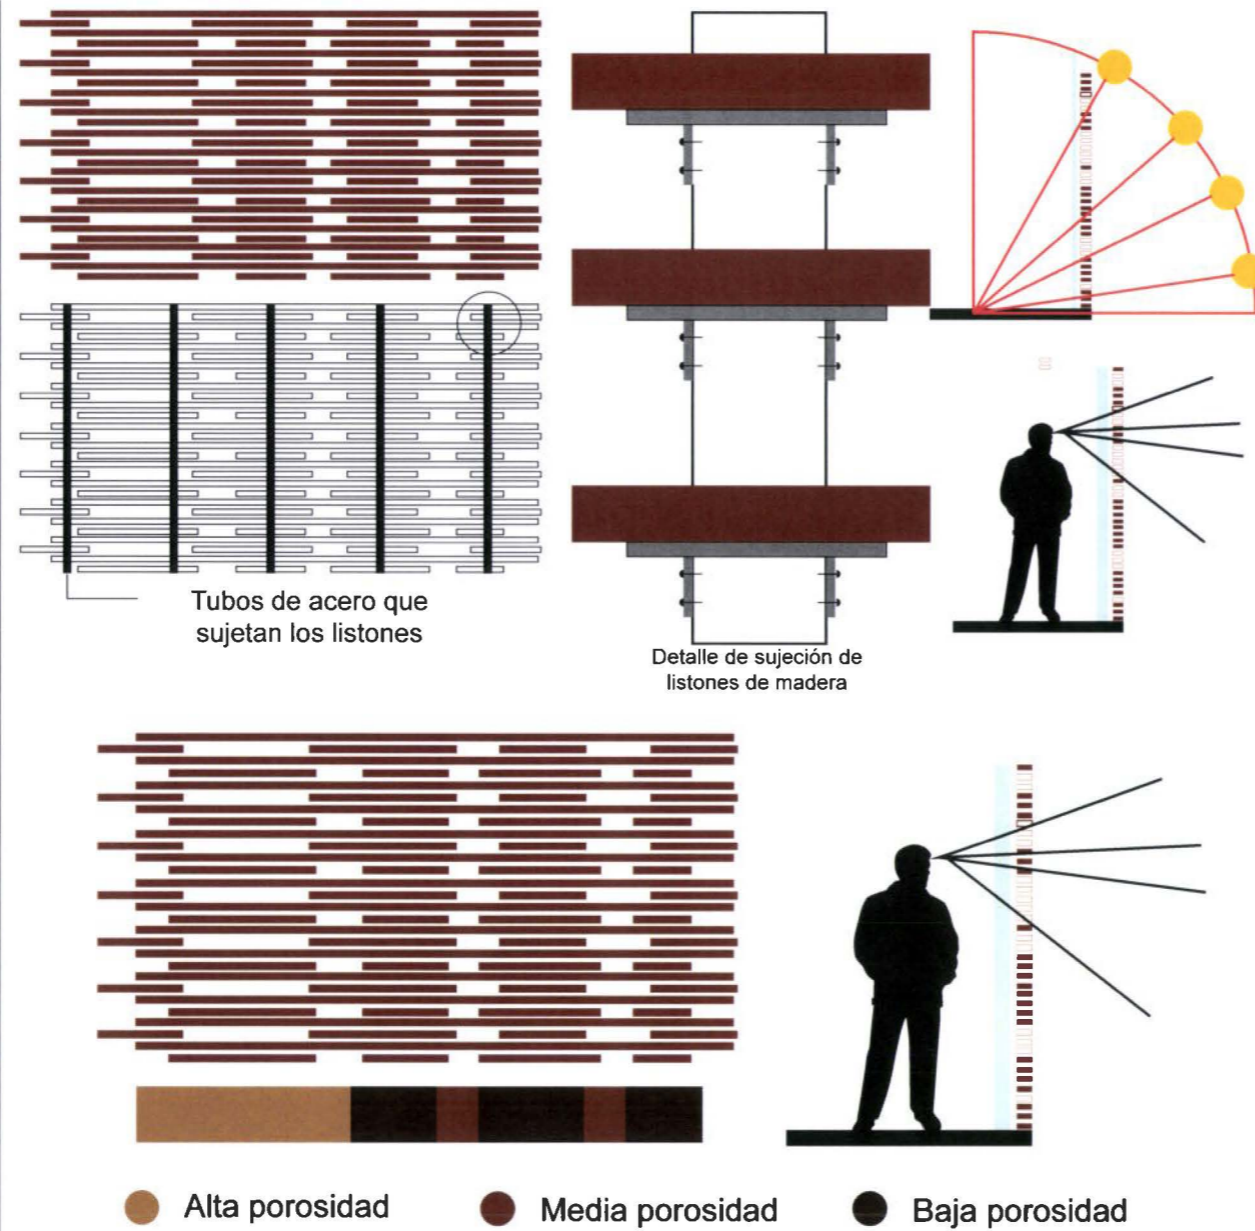 Tubos de acero que
sujetan los listones
Detalle de sujeción de
listones de madera
Alta porosidad
Media porosidad
Baja porosidad